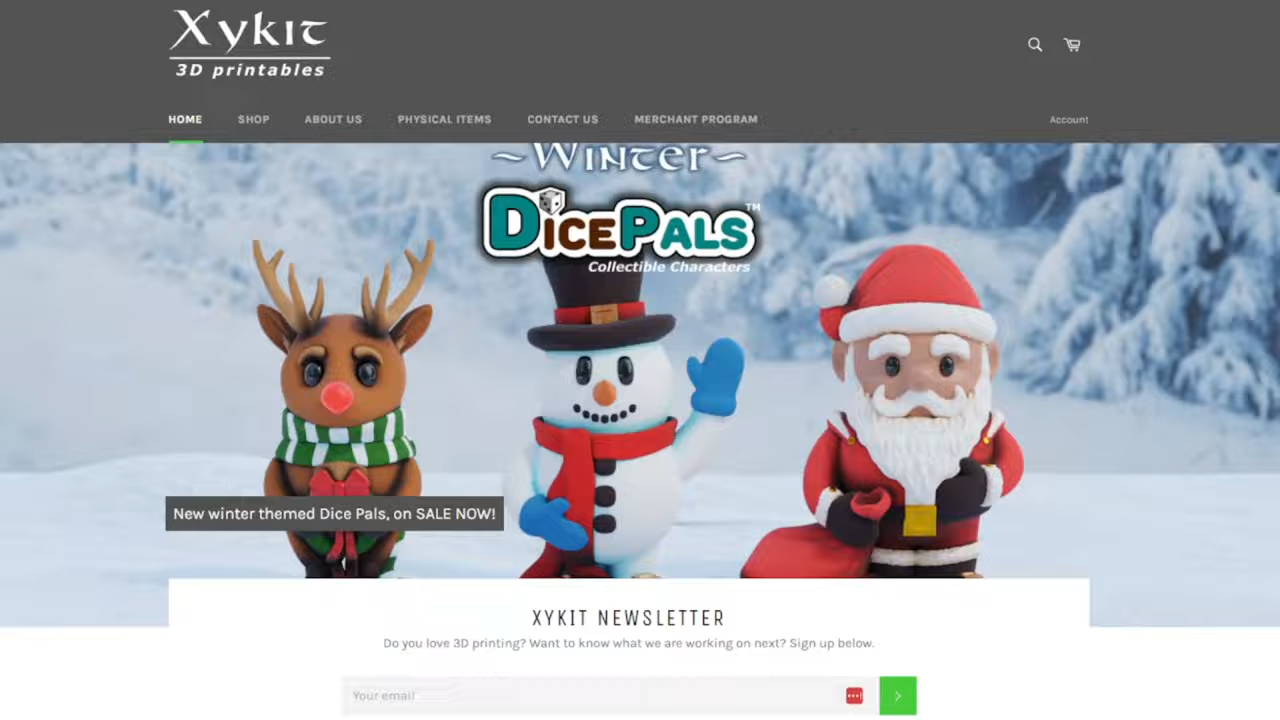 Xykit
3D printables
HOME SHOP ABOUT US PHYSICAL ITEMS CONTACT US MERCHANT PROGRAM Account
~WINTER~
DICEPALS™
Collectible Characters
New winter themed Dice Pals, on SALE NOW!
XYKIT NEWSLETTER
Do you love 3D printing? Want to know what we are working on next? Sign up below.
Your email